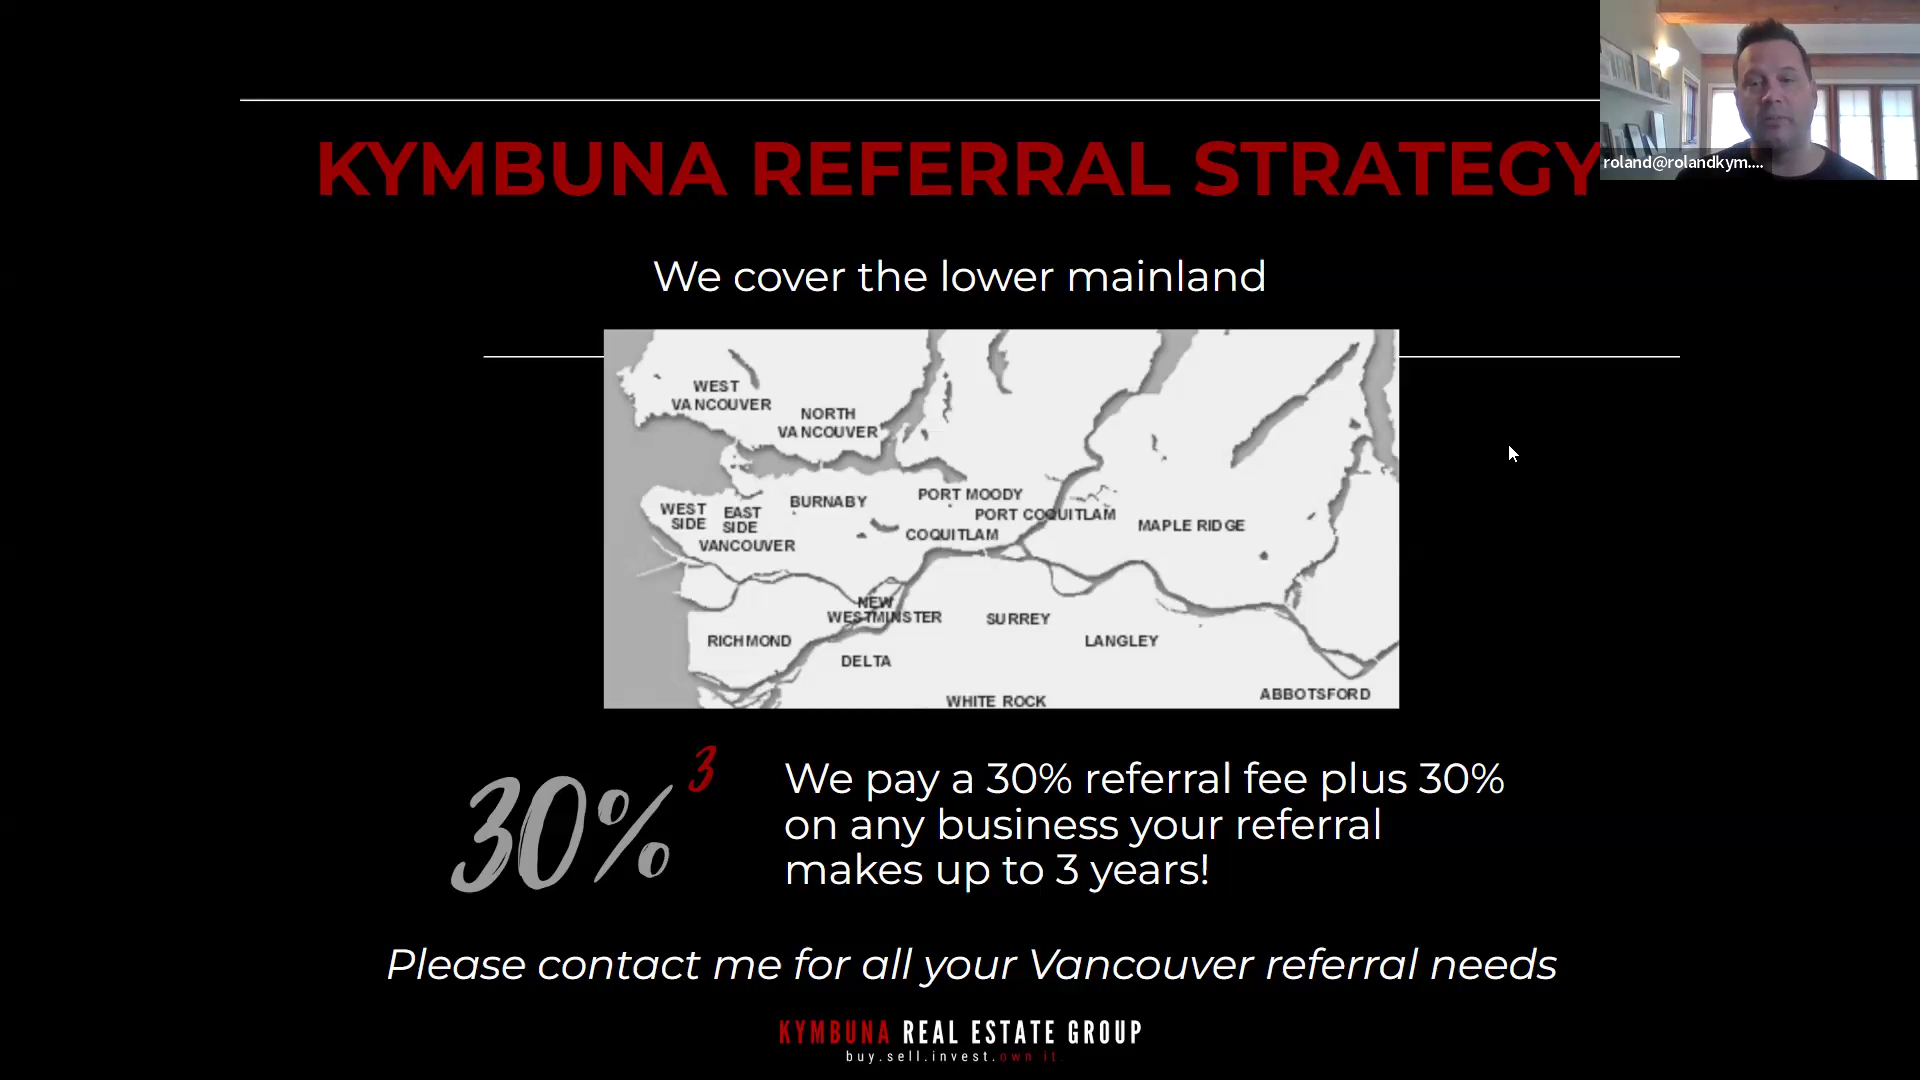 KYMBUNA REFERRAL STRATEGY
roland@rolandkym....
We cover the lower mainland
WEST
VANCOUVER
NORTH
VANCOUVER
WEST
SIDE
EAST
SIDE
VANCOUVER
BURNABY
PORT MOODY
PORT COQUITLAM
COQUITLAM
MAPLE RIDGE
NEW
WESTMINSTER
SURREY
RICHMOND
LANGLEY
DELTA
WHITE ROCK
ABBOTSFORD
30%3
We pay a 30% referral fee plus 30%
on any business your referral
makes up to 3 years!
Please contact me for all your Vancouver referral needs
KYMBUNA REAL ESTATE GROUP
buy.sell.invest.own it.